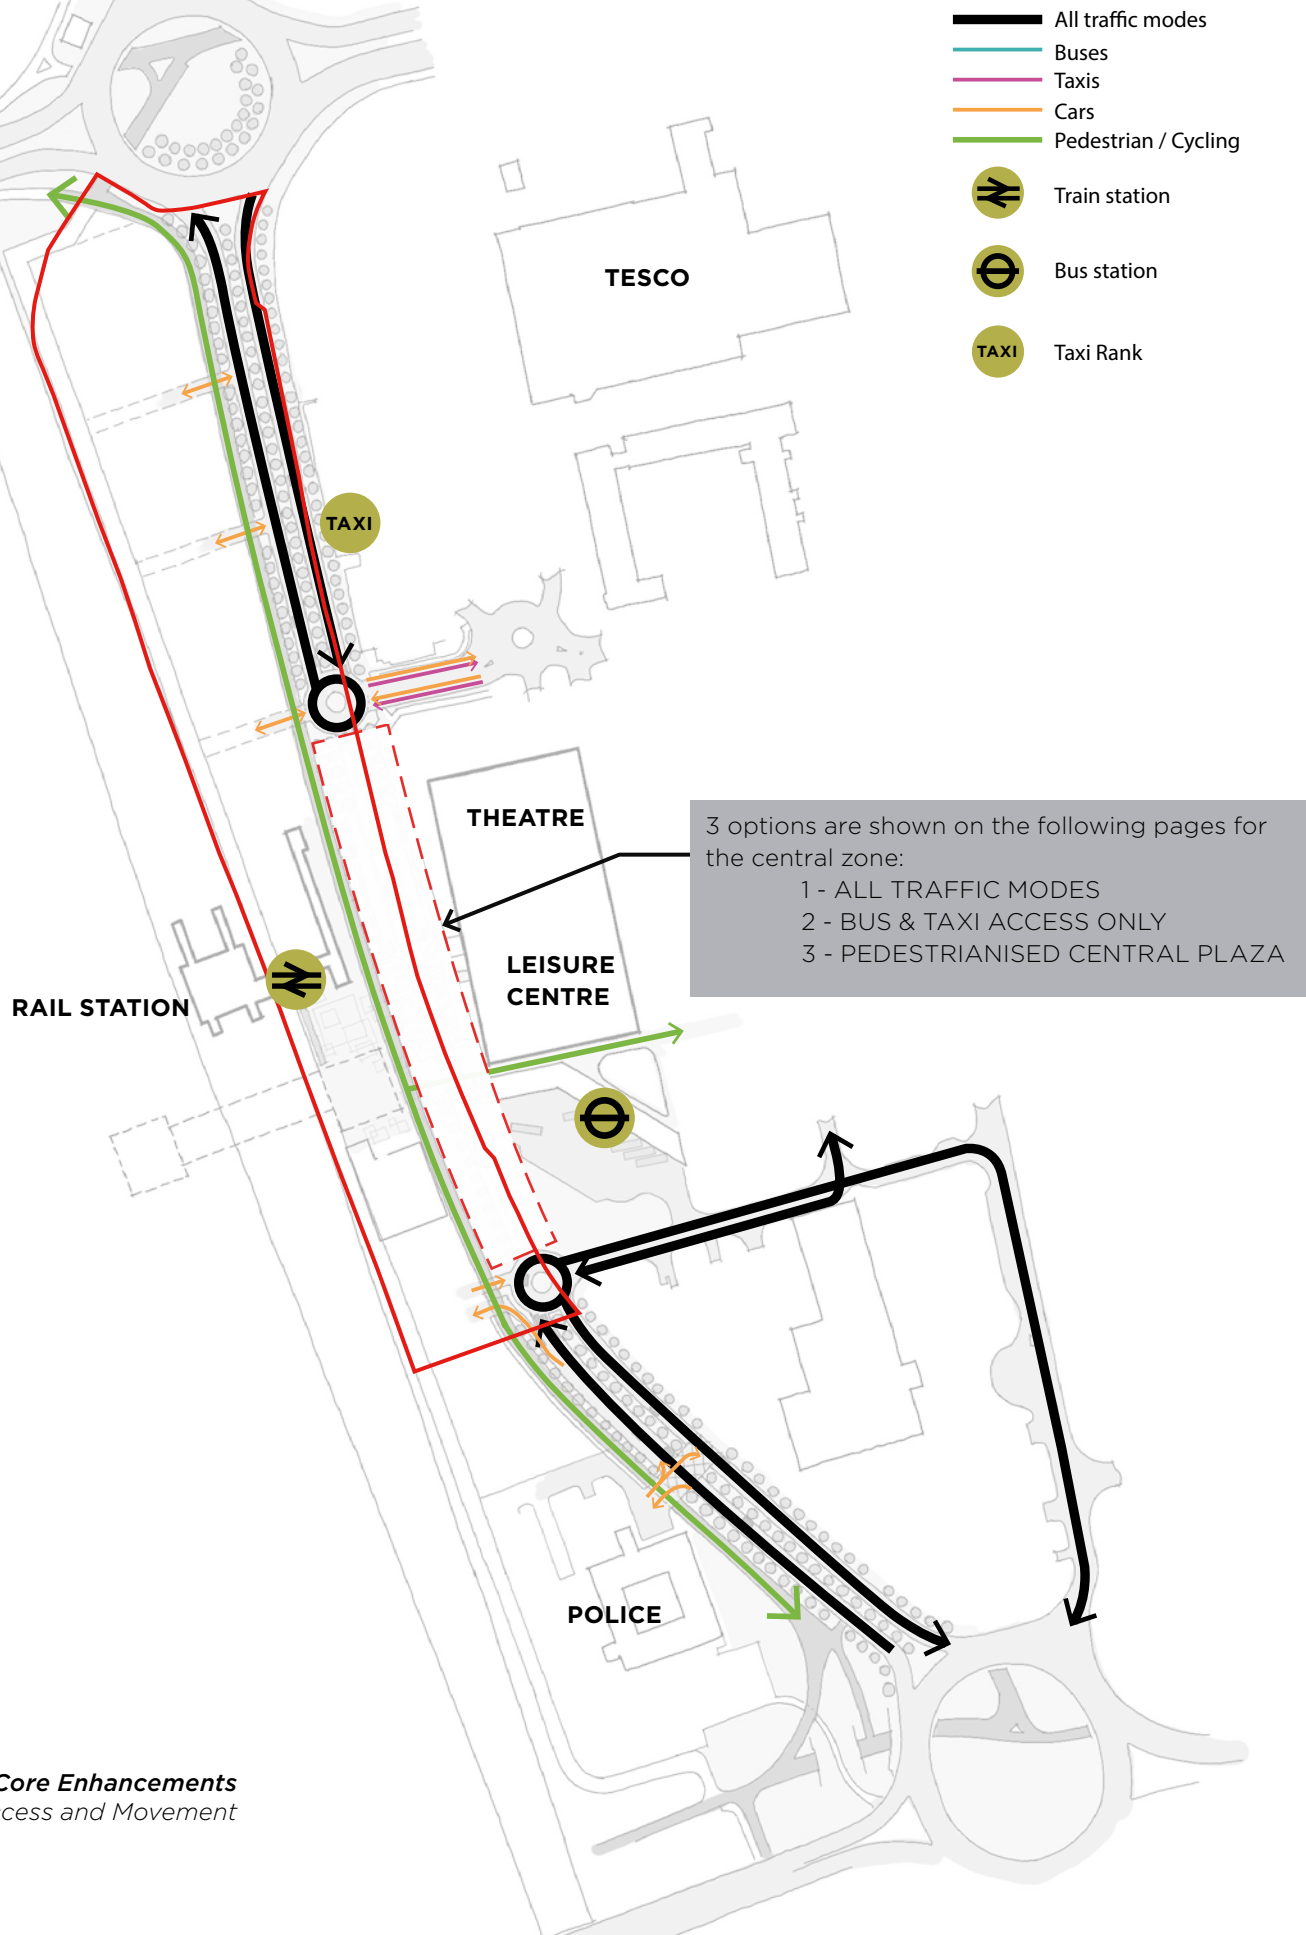 All traffic modes
Buses
Taxis
Cars
Pedestrian / Cycling
Train station
Bus station
TAXI
Taxi Rank
TESCO
TAXI
THEATRE
3 options are shown on the following pages for
the central zone:
1 - ALL TRAFFIC MODES
2 - BUS & TAXI ACCESS ONLY
3 - PEDESTRIANISED CENTRAL PLAZA
LEISURE
CENTRE
RAIL STATION
POLICE
Core Enhancements
cess and Movement